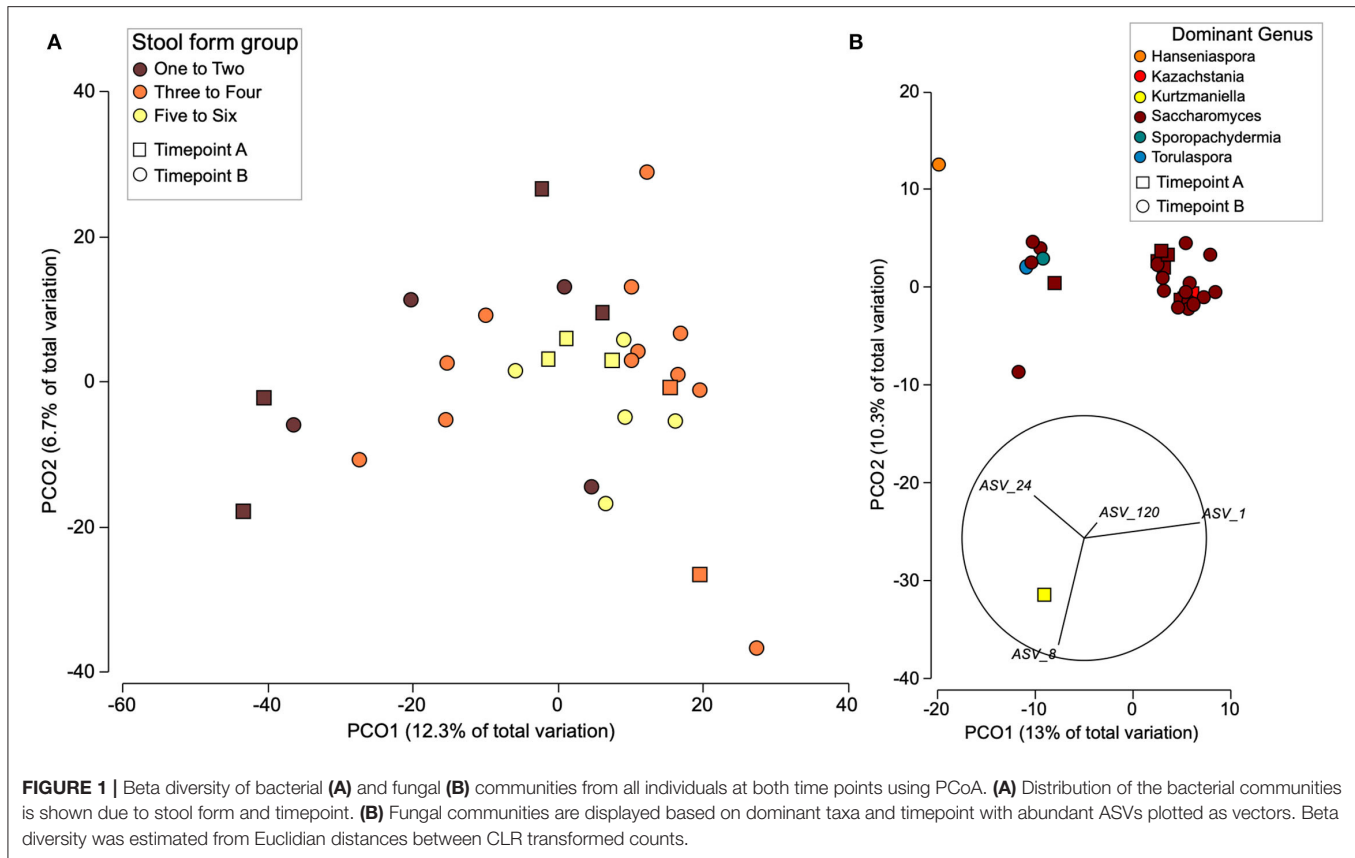 A
Stool form group
One to Two
Three to Four
Five to Six
Timepoint A
Timepoint B
40
20
0
-20
-40
PCO2 (6.7% of total variation)
-60
-40
-20
0
20
40
PCO1 (12.3% of total variation)
B
Dominant Genus
Hanseniaspora
Kazachstania
Kurtzmaniella
Saccharomyces
Sporopachydermia
Torulaspora
Timepoint A
Timepoint B
20
10
0
-10
-20
-30
-40
PCO2 (10.3% of total variation)
ASV_24
ASV_120
ASV_1
ASV_8
-20
-10
0
10
PCO1 (13% of total variation)
FIGURE 1 | Beta diversity of bacterial (A) and fungal (B) communities from all individuals at both time points using PCoA. (A) Distribution of the bacterial communities
is shown due to stool form and timepoint. (B) Fungal communities are displayed based on dominant taxa and timepoint with abundant ASVs plotted as vectors. Beta
diversity was estimated from Euclidian distances between CLR transformed counts.